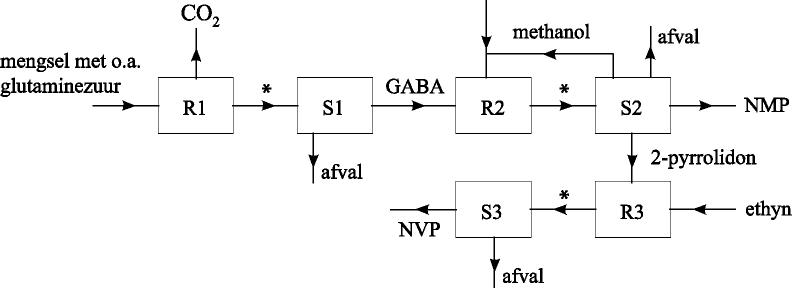 CO₂
methanol
afval
mengsel met o.a.
glutaminezuur
*
GABA
*
R1
S1
R2
S2
NMP
afval
2-pyrrolidon
*
S3
R3
ethyn
NVP
afval